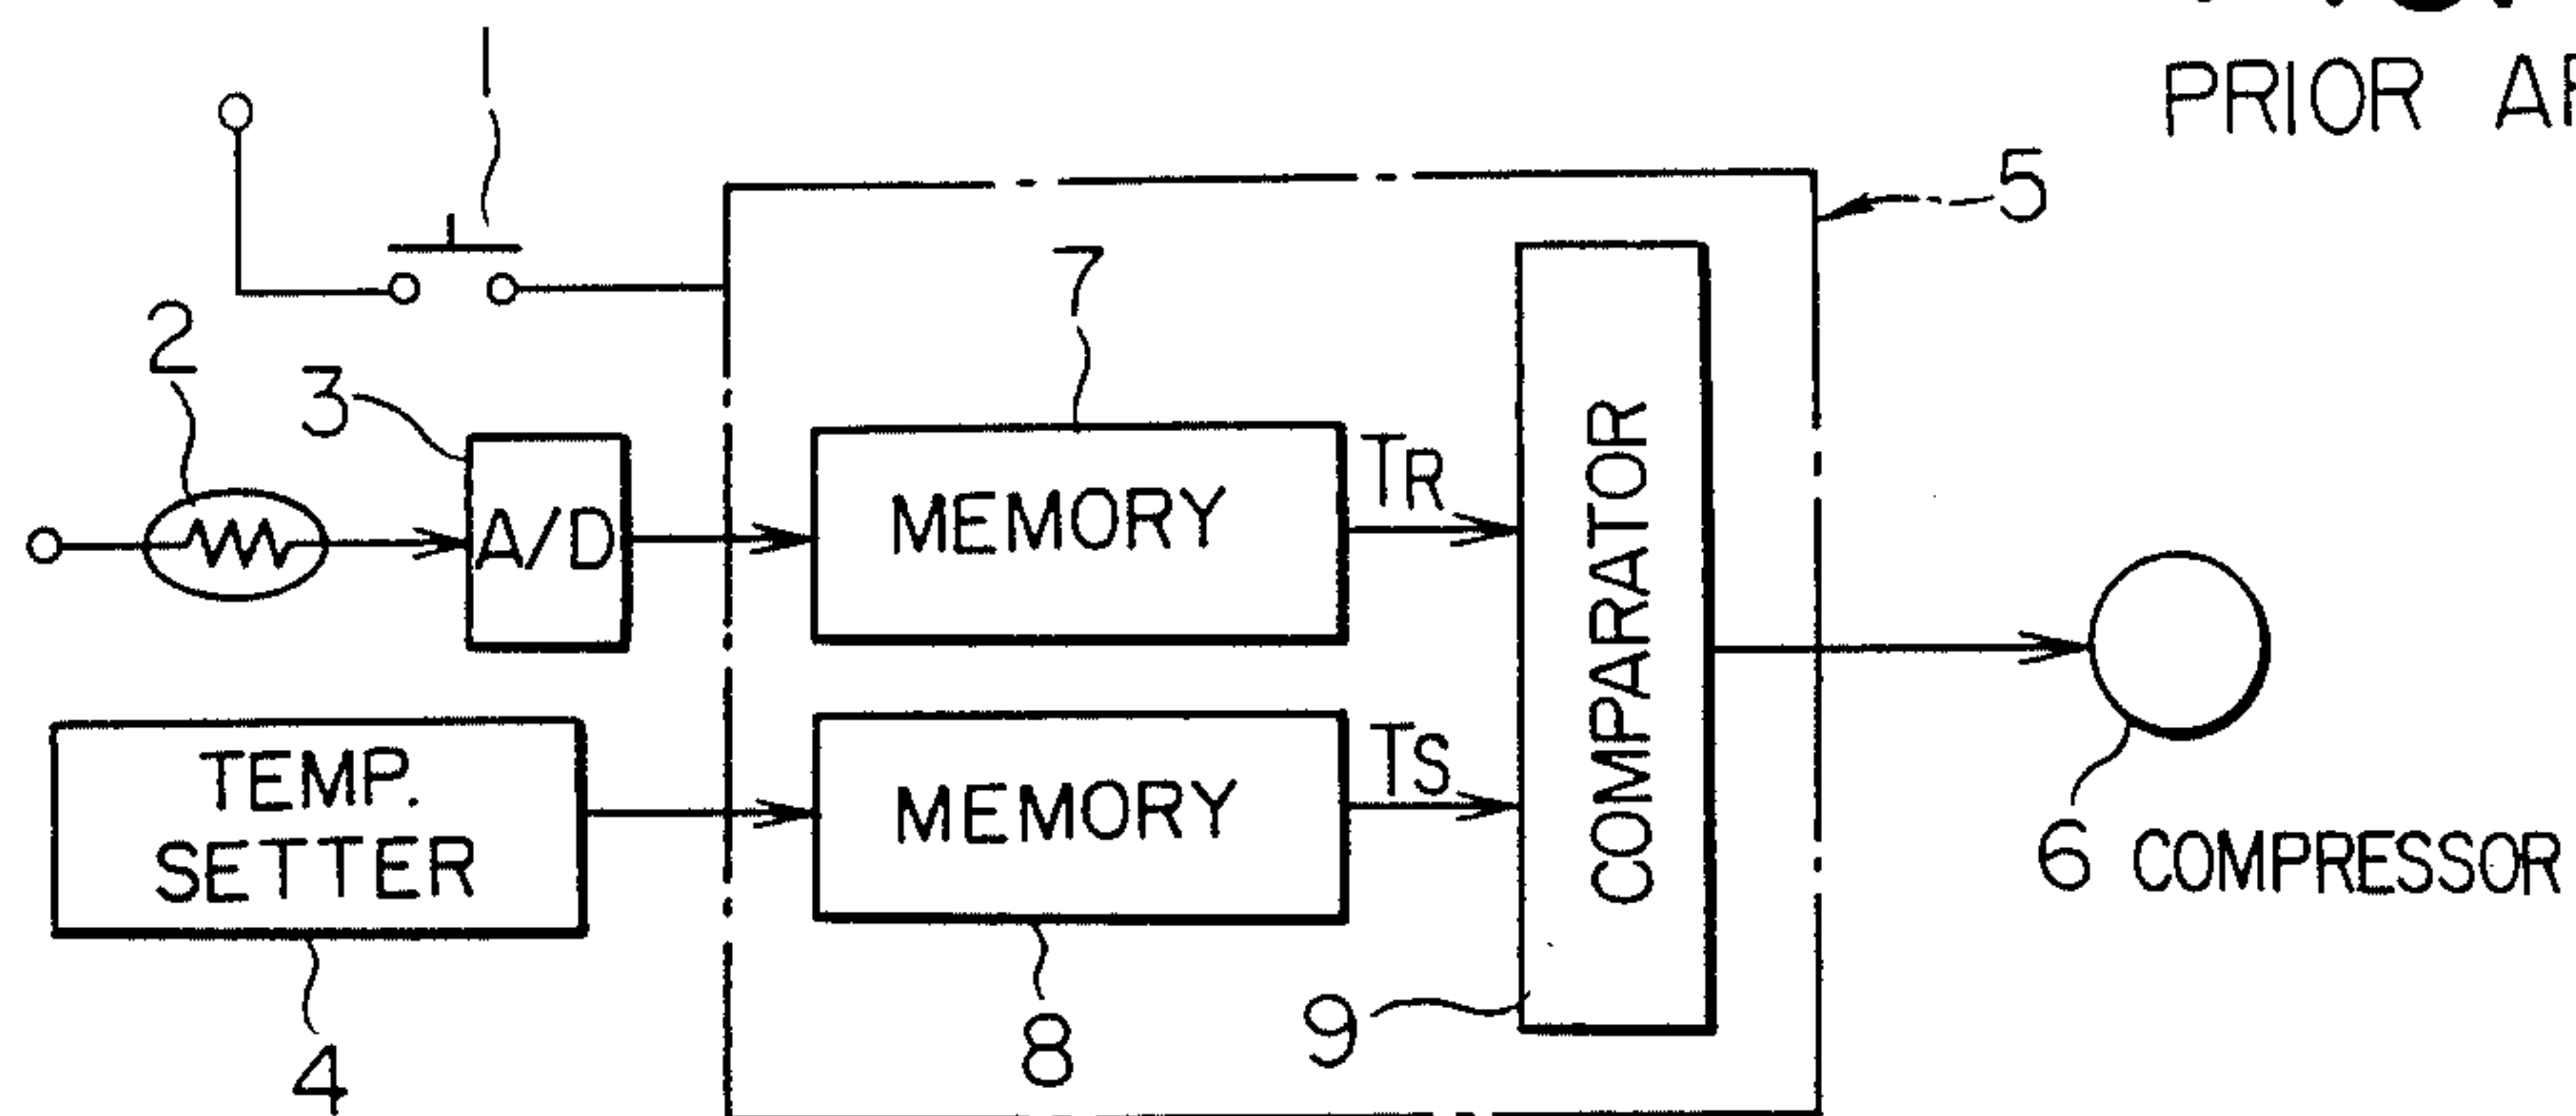 PRIOR
1
5
7
2
3
A/D
MEMORY
TR
COMPARATOR
TEMP.
SETTER
MEMORY
TS
6 COMPRESSOR
4
8
9